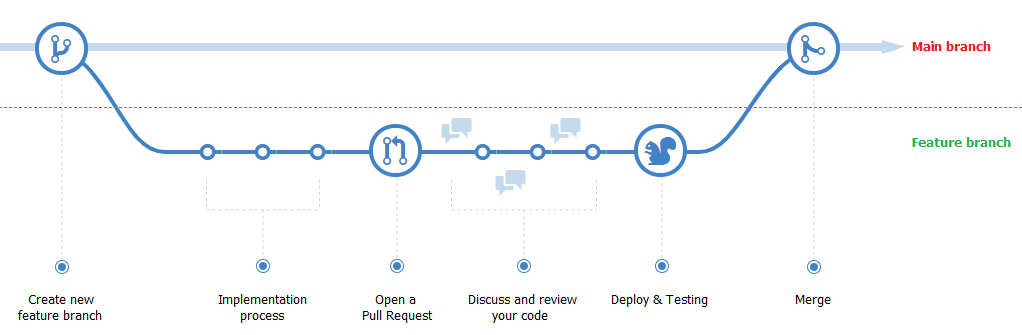 Main branch
Feature branch
Create new
feature branch
Implementation
process
Open a
Pull Request
Discuss and review
your code
Deploy & Testing
Merge